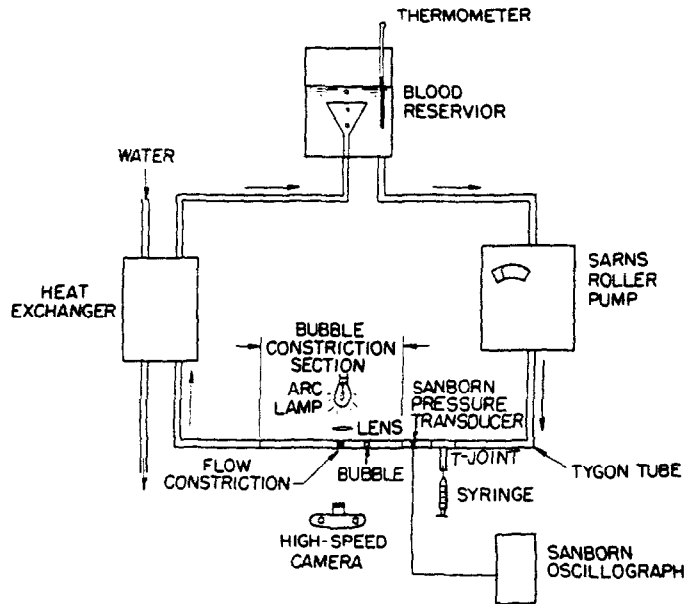 THERMOMETER
BLOOD
RESERVIOR
WATER
SARNS
ROLLER
PUMP
HEAT
EXCHANGER
BUBBLE
CONSTRICTION
SECTION
ARC
LAMP
SANBORN
PRESSURE
TRANSDUCER
LENS
FLOW
CONSTRICTION
BUBBLE
T-JOINT
TYGON TUBE
SYRINGE
HIGH-SPEED
CAMERA
SANBORN
OSCILLOGRAPH